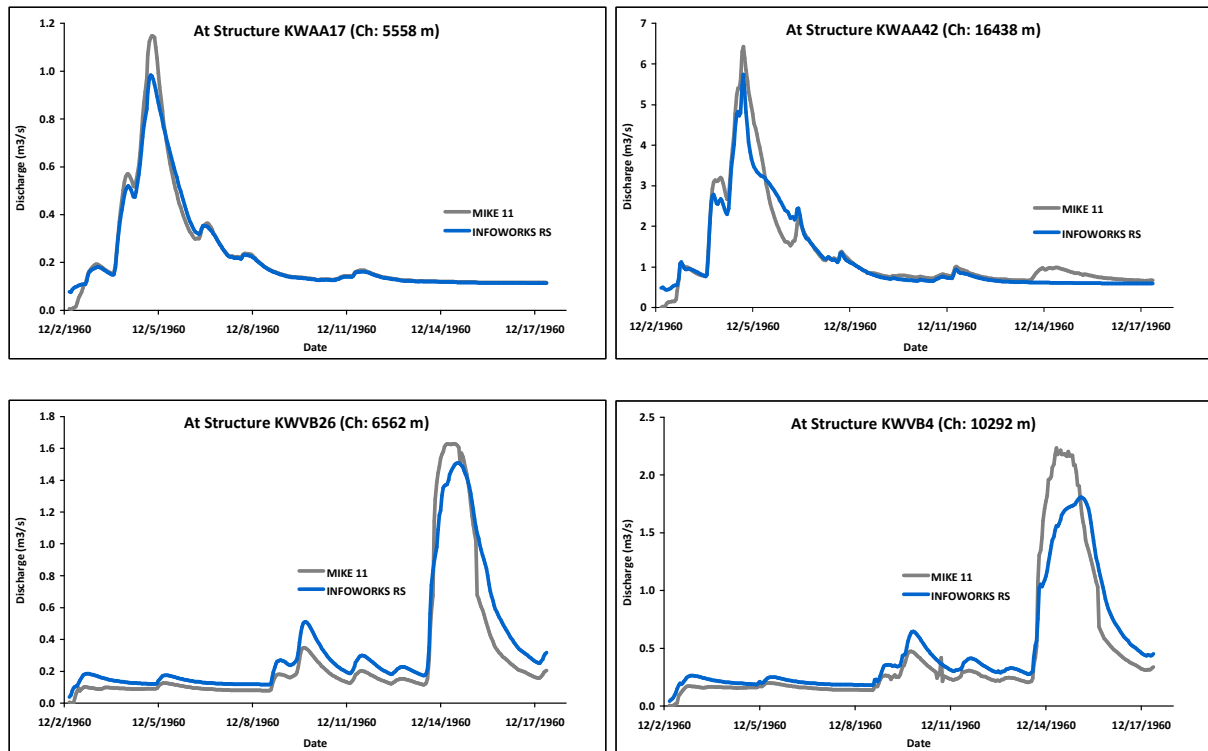 At Structure KWAA17 (Ch: 5558 m)
1.2
1.0
0.8
0.6
0.4
0.2
0.0
Discharge (m3/s)
MIKE 11
INFOWORKS RS
12/2/1960 12/5/1960 12/8/1960 12/11/1960 12/14/1960 12/17/1960
Date
At Structure KWAA42 (Ch: 16438 m)
7
6
5
4
3
2
1
0
Discharge (m3/s)
MIKE 11
INFOWORKS RS
12/2/1960 12/5/1960 12/8/1960 12/11/1960 12/14/1960 12/17/1960
Date
At Structure KWVB26 (Ch: 6562 m)
1.8
1.6
1.4
1.2
1.0
0.8
0.6
0.4
0.2
0.0
Discharge (m3/s)
MIKE 11
INFOWORKS RS
12/2/1960 12/5/1960 12/8/1960 12/11/1960 12/14/1960 12/17/1960
Date
At Structure KWVB4 (Ch: 10292 m)
2.5
2.0
1.5
1.0
0.5
0.0
Discharge (m3/s)
MIKE 11
INFOWORKS RS
12/2/1960 12/5/1960 12/8/1960 12/11/1960 12/14/1960 12/17/1960
Date